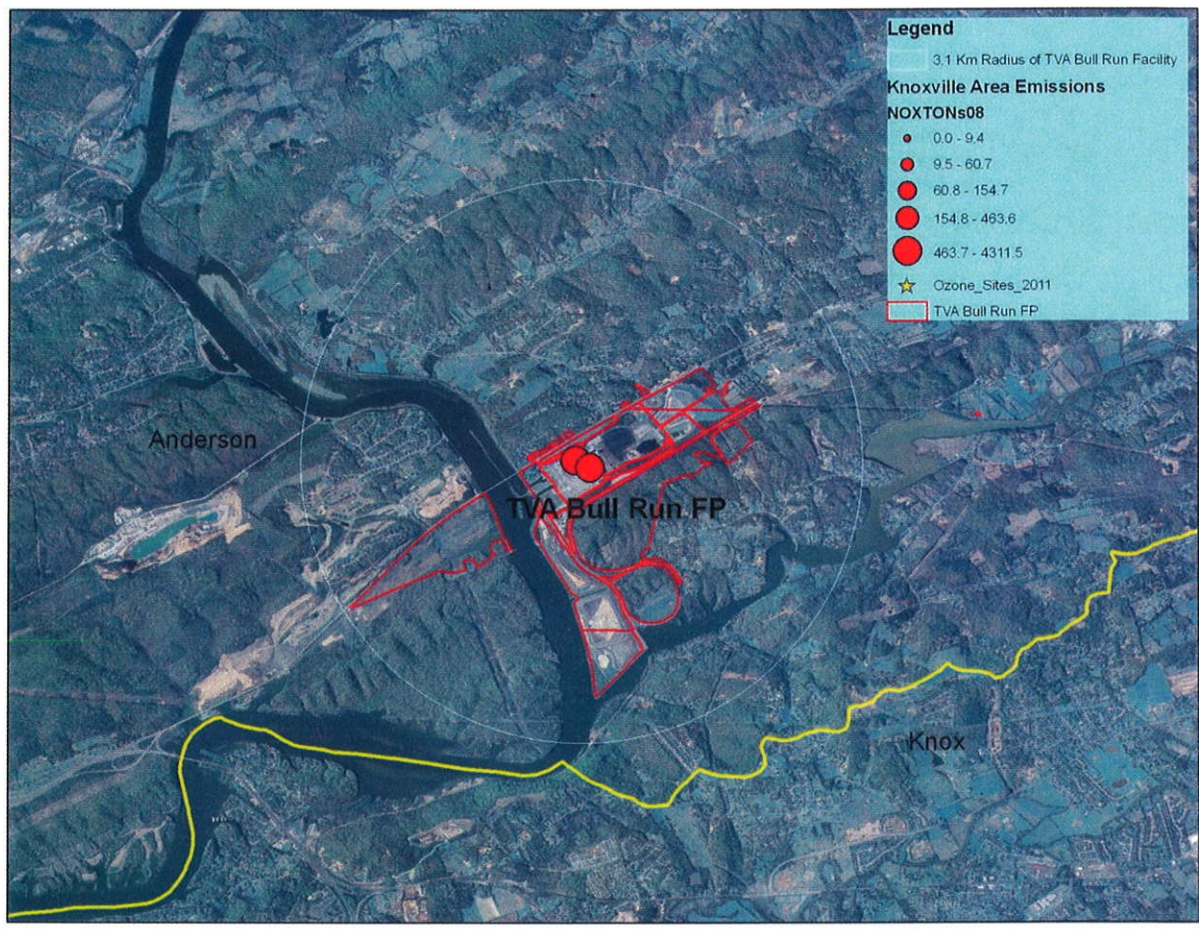 Legend
3.1 Km Radius of TVA Bull Run Facility
Knoxville Area Emissions
NOXTONs08
0.0 - 9.4
9.5 - 60.7
60.8 - 154.7
154.8 - 463.6
463.7 - 4311.5
Ozone_Sites_2011
TVA Bull Run FP
Anderson
TVA Bull Run FP
Knox